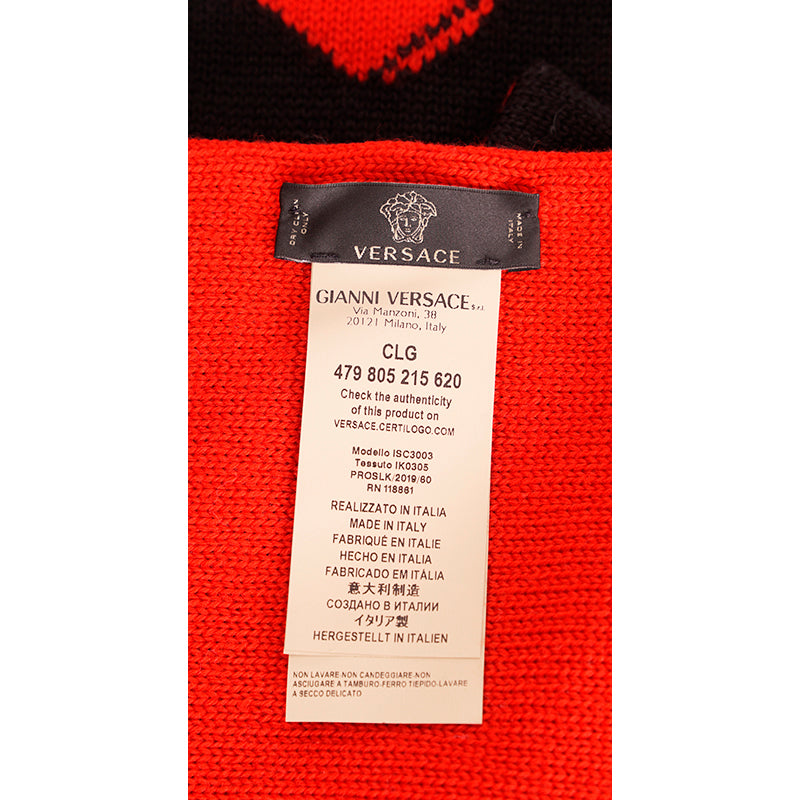 DRY CLEAN
ONLY
VERSACE
MADE IN
ITALY
GIANNI VERSACE s.r.l.
Via Manzoni, 38
20121 Milano, Italy
CLG
479 805 215 620
Check the authenticity
of this product on
VERSACE.CERTILOGO.COM
Modello ISC3003
Tessuto IK0305
PROSLK/2019/60
RN 118861
REALIZZATO IN ITALIA
MADE IN ITALY
FABRIQUÉ EN ITALIE
HECHO EN ITALIA
FABRICADO EM ITÁLIA
意大利制造
СОЗДАНО В ИТАЛИИ
イタリア製
HERGESTELLT IN ITALIEN
NON LAVARE-NON CANDEGGIARE-NON
ASCIUGARE A TAMBURO-FERRO TIEPIDO-LAVARE
A SECCO DELICATO